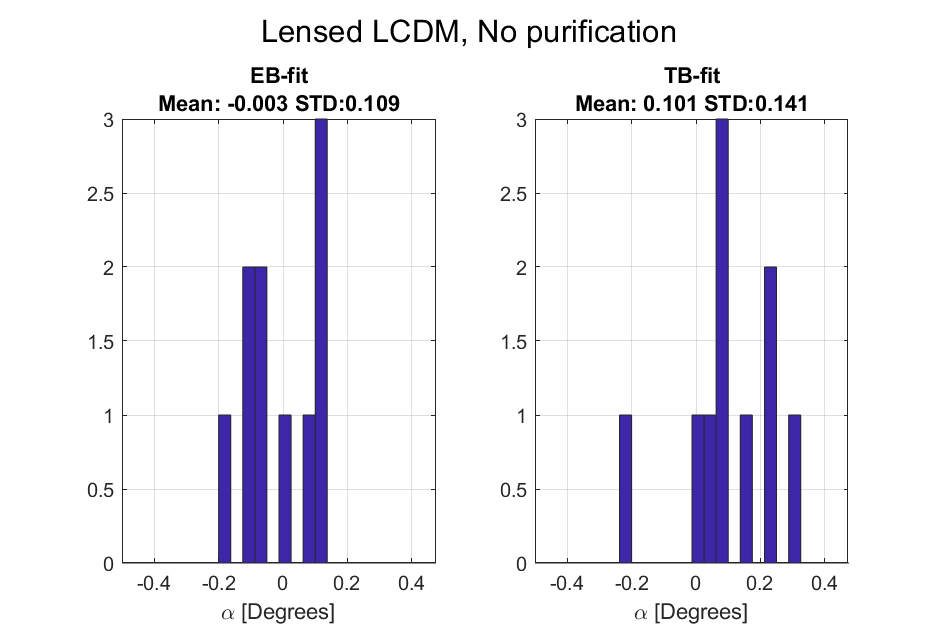 Lensed LCDM, No purification
EB-fit
Mean: -0.003 STD:0.109
3
2.5
2
1.5
1
0.5
0
-0.4 -0.2 0 0.2 0.4
α [Degrees]
TB-fit
Mean: 0.101 STD:0.141
3
2.5
2
1.5
1
0.5
0
-0.4 -0.2 0 0.2 0.4
α [Degrees]